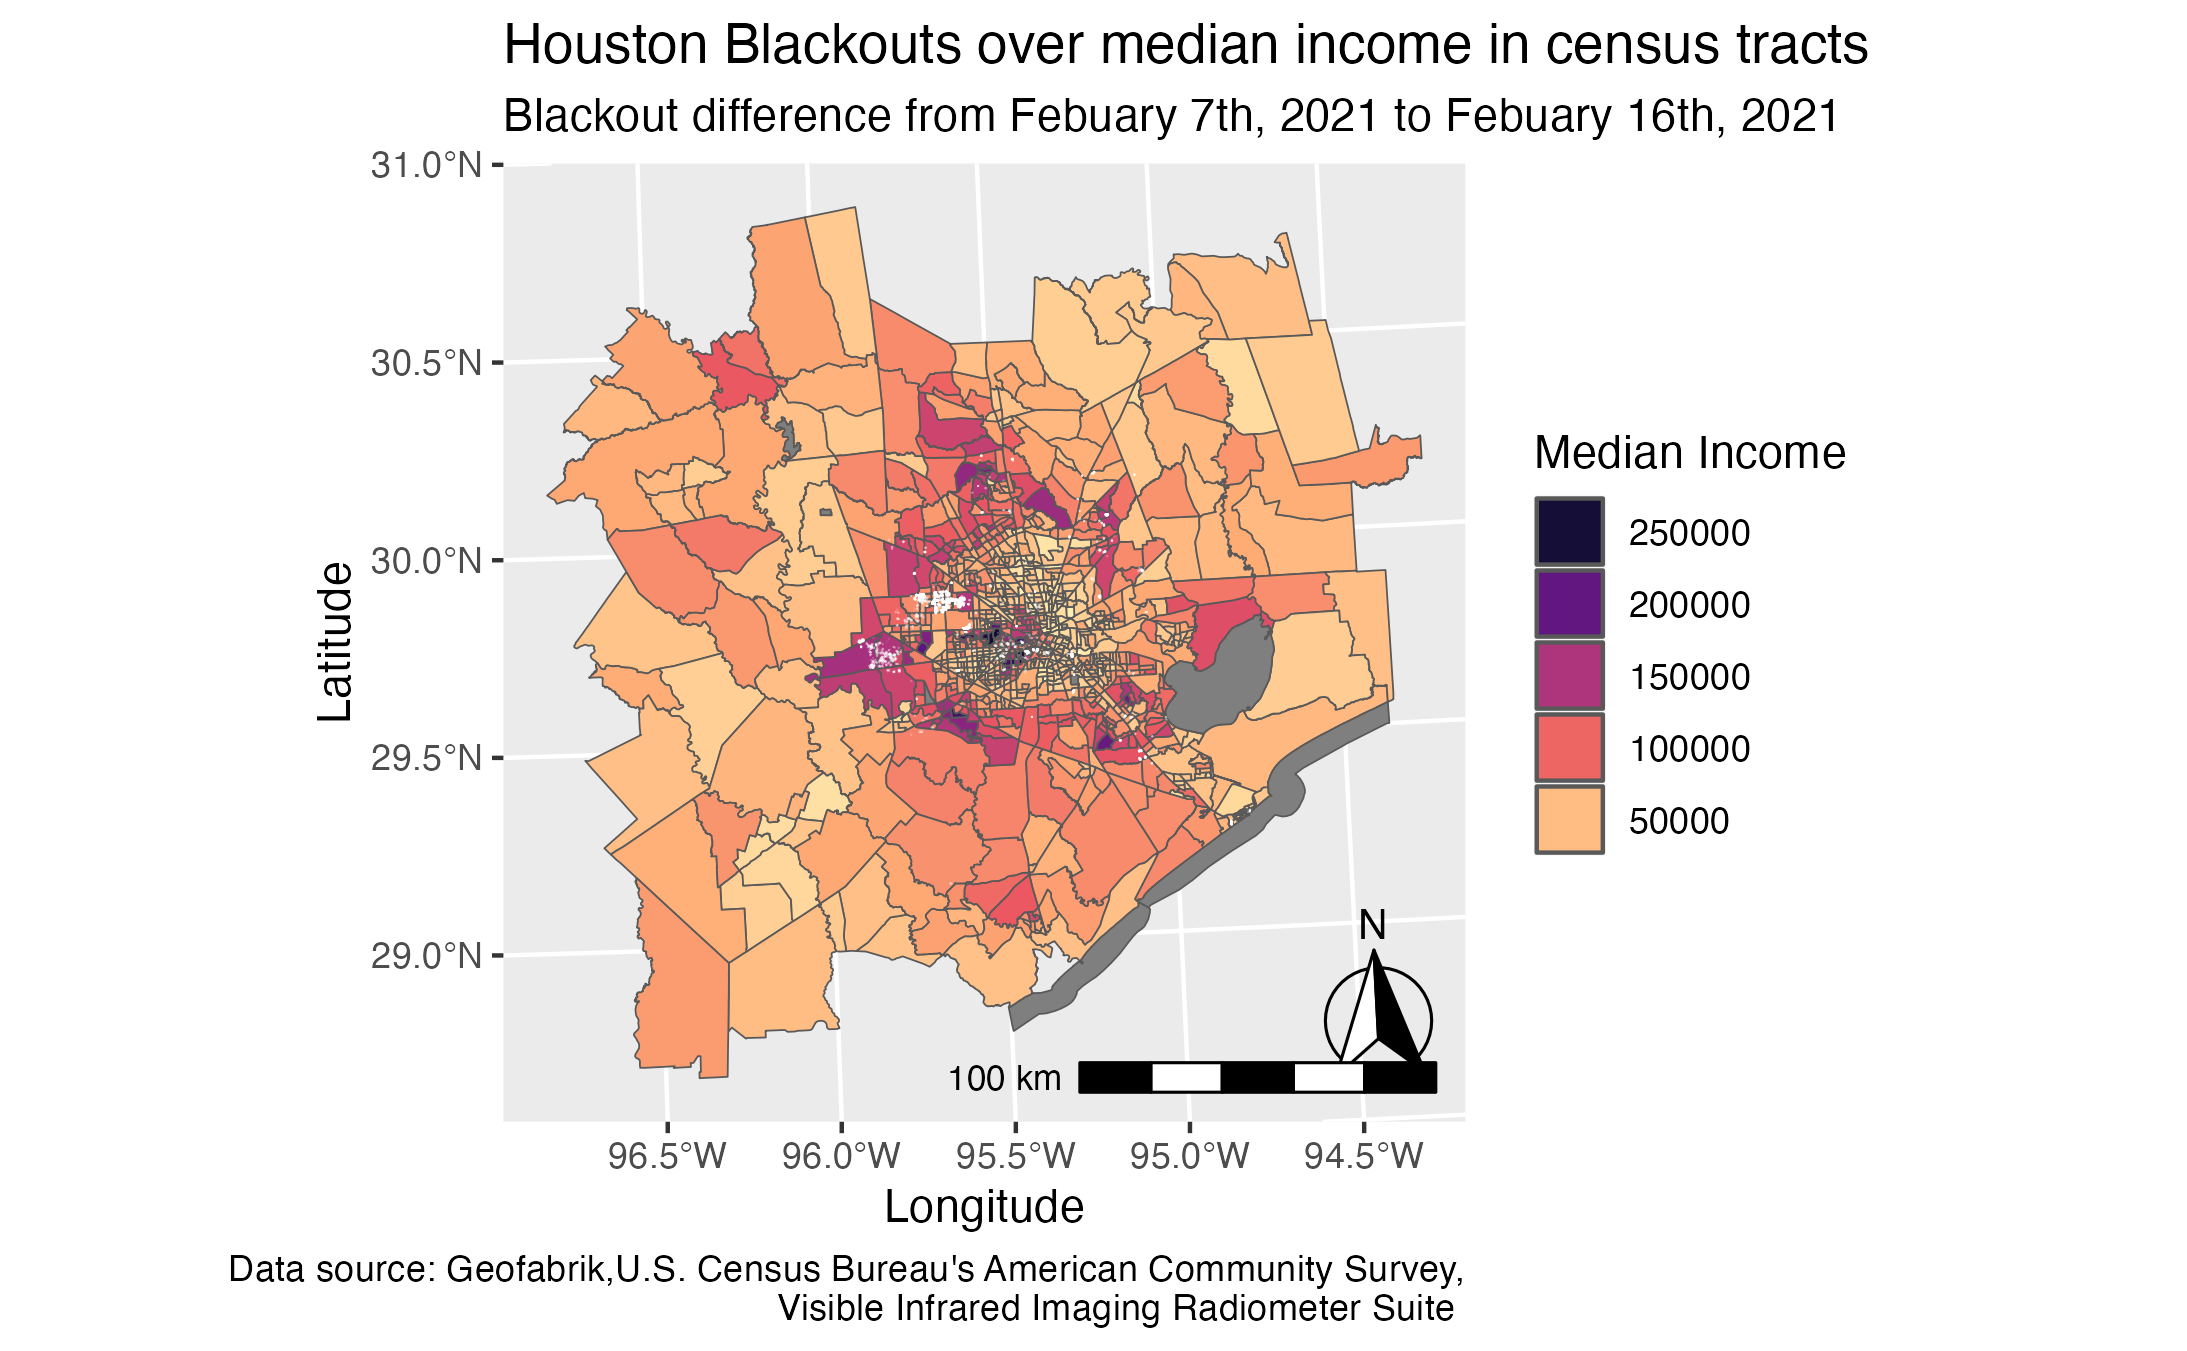 Houston Blackouts over median income in census tracts
Blackout difference from Febuary 7th, 2021 to Febuary 16th, 2021
31.0°N
30.5°N
30.0°N
29.5°N
29.0°N
Latitude
Median Income
250000
200000
150000
100000
50000
N
100 km
96.5°W 96.0°W 95.5°W 95.0°W 94.5°W
Longitude
Data source: Geofabrik,U.S. Census Bureau's American Community Survey,
Visible Infrared Imaging Radiometer Suite